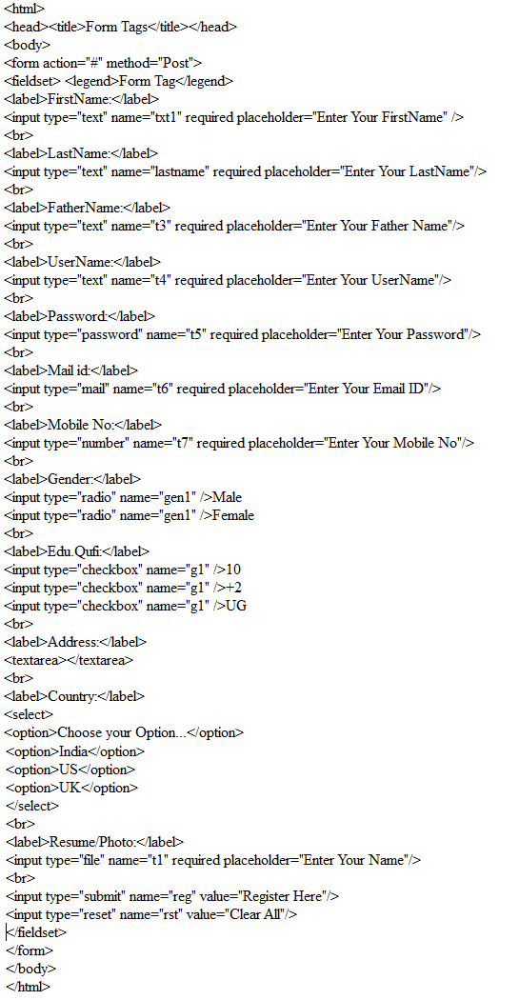 <html>
<head><title>Form Tags</title></head>
<body>
<form action="#" method="Post">
<fieldset> <legend>Form Tag</legend>
<label>FirstName:</label>
<input type="text" name="txt1" required placeholder="Enter Your FirstName" />
<br>
<label>LastName:</label>
<input type="text" name="lastname" required placeholder="Enter Your LastName"/>
<br>
<label>FatherName:</label>
<input type="text" name="t3" required placeholder="Enter Your Father Name"/>
<br>
<label>UserName:</label>
<input type="text" name="t4" required placeholder="Enter Your UserName"/>
<br>
<label>Password:</label>
<input type="password" name="t5" required placeholder="Enter Your Password"/>
<br>
<label>Mail id:</label>
<input type="mail" name="t6" required placeholder="Enter Your Email ID"/>
<br>
<label>Mobile No:</label>
<input type="number" name="t7" required placeholder="Enter Your Mobile No"/>
<br>
<label>Gender:</label>
<input type="radio" name="gen1" />Male
<input type="radio" name="gen1" />Female
<br>
<label>Edu.Qufi:</label>
<input type="checkbox" name="g1" />10
<input type="checkbox" name="g1" />+2
<input type="checkbox" name="g1" />UG
<br>
<label>Address:</label>
<textarea></textarea>
<br>
<label>Country:</label>
<select>
<option>Choose your Option...</option>
<option>India</option>
<option>US</option>
<option>UK</option>
</select>
<br>
<label>Resume/Photo:</label>
<input type="file" name="t1" required placeholder="Enter Your Name"/>
<br>
<input type="submit" name="reg" value="Register Here"/>
<input type="reset" name="rst" value="Clear All"/>
</fieldset>
</form>
</body>
</html>